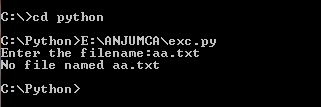 C:\>cd python
C:\Python>E:\ANJUMCA\exc.py
Enter the filename:aa.txt
No file named aa.txt
C:\Python>